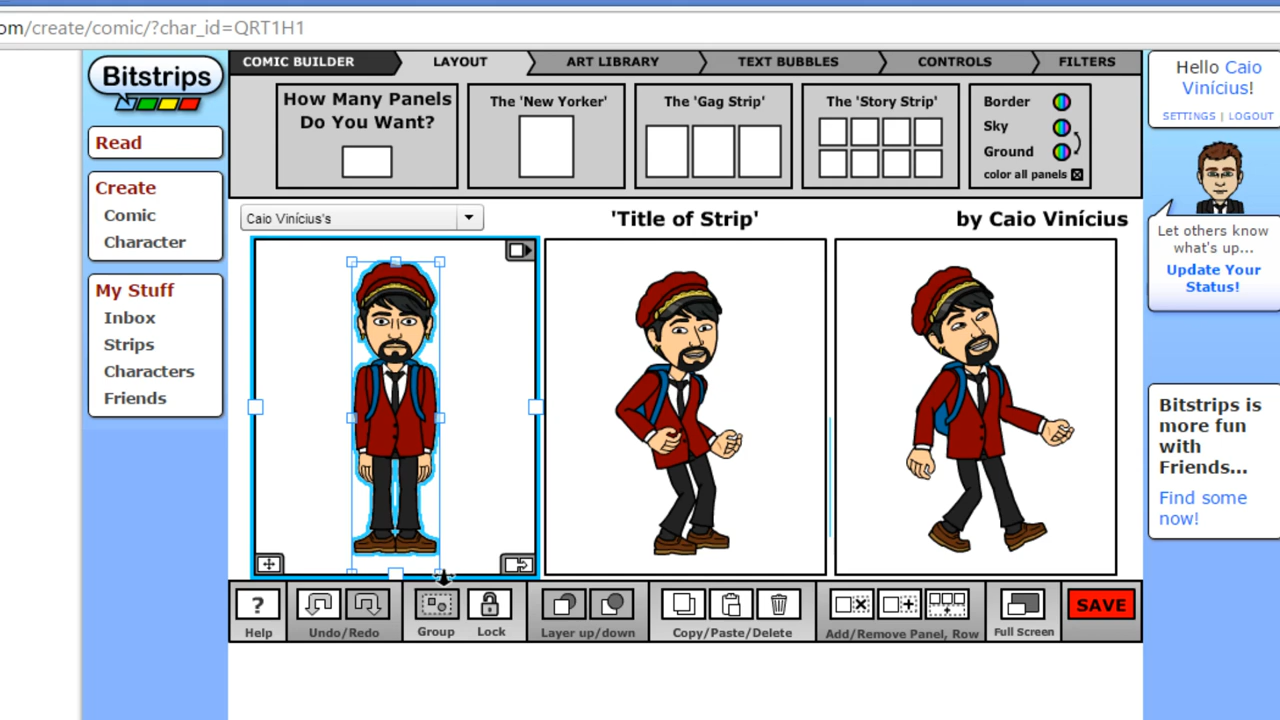 om/create/comic/?char_id=QRT1H1
Bitstrips
Read
Create
Comic
Character
My Stuff
Inbox
Strips
Characters
Friends
COMIC BUILDER
LAYOUT
ART LIBRARY
TEXT BUBBLES
CONTROLS
FILTERS
How Many Panels
Do You Want?
The 'New Yorker'
The 'Gag Strip'
The 'Story Strip'
Border
Sky
Ground
color all panels
Caio Vinícius's
'Title of Strip'
by Caio Vinícius
?
Help
Undo/Redo
Group
Lock
Layer up/down
Copy/Paste/Delete
Add/Remove Panel, Row
Full Screen
SAVE
Hello Caio
Vinícius!
SETTINGS | LOGOUT
Let others know
what's up...
Update Your
Status!
Bitstrips is
more fun
with
Friends...
Find some
now!